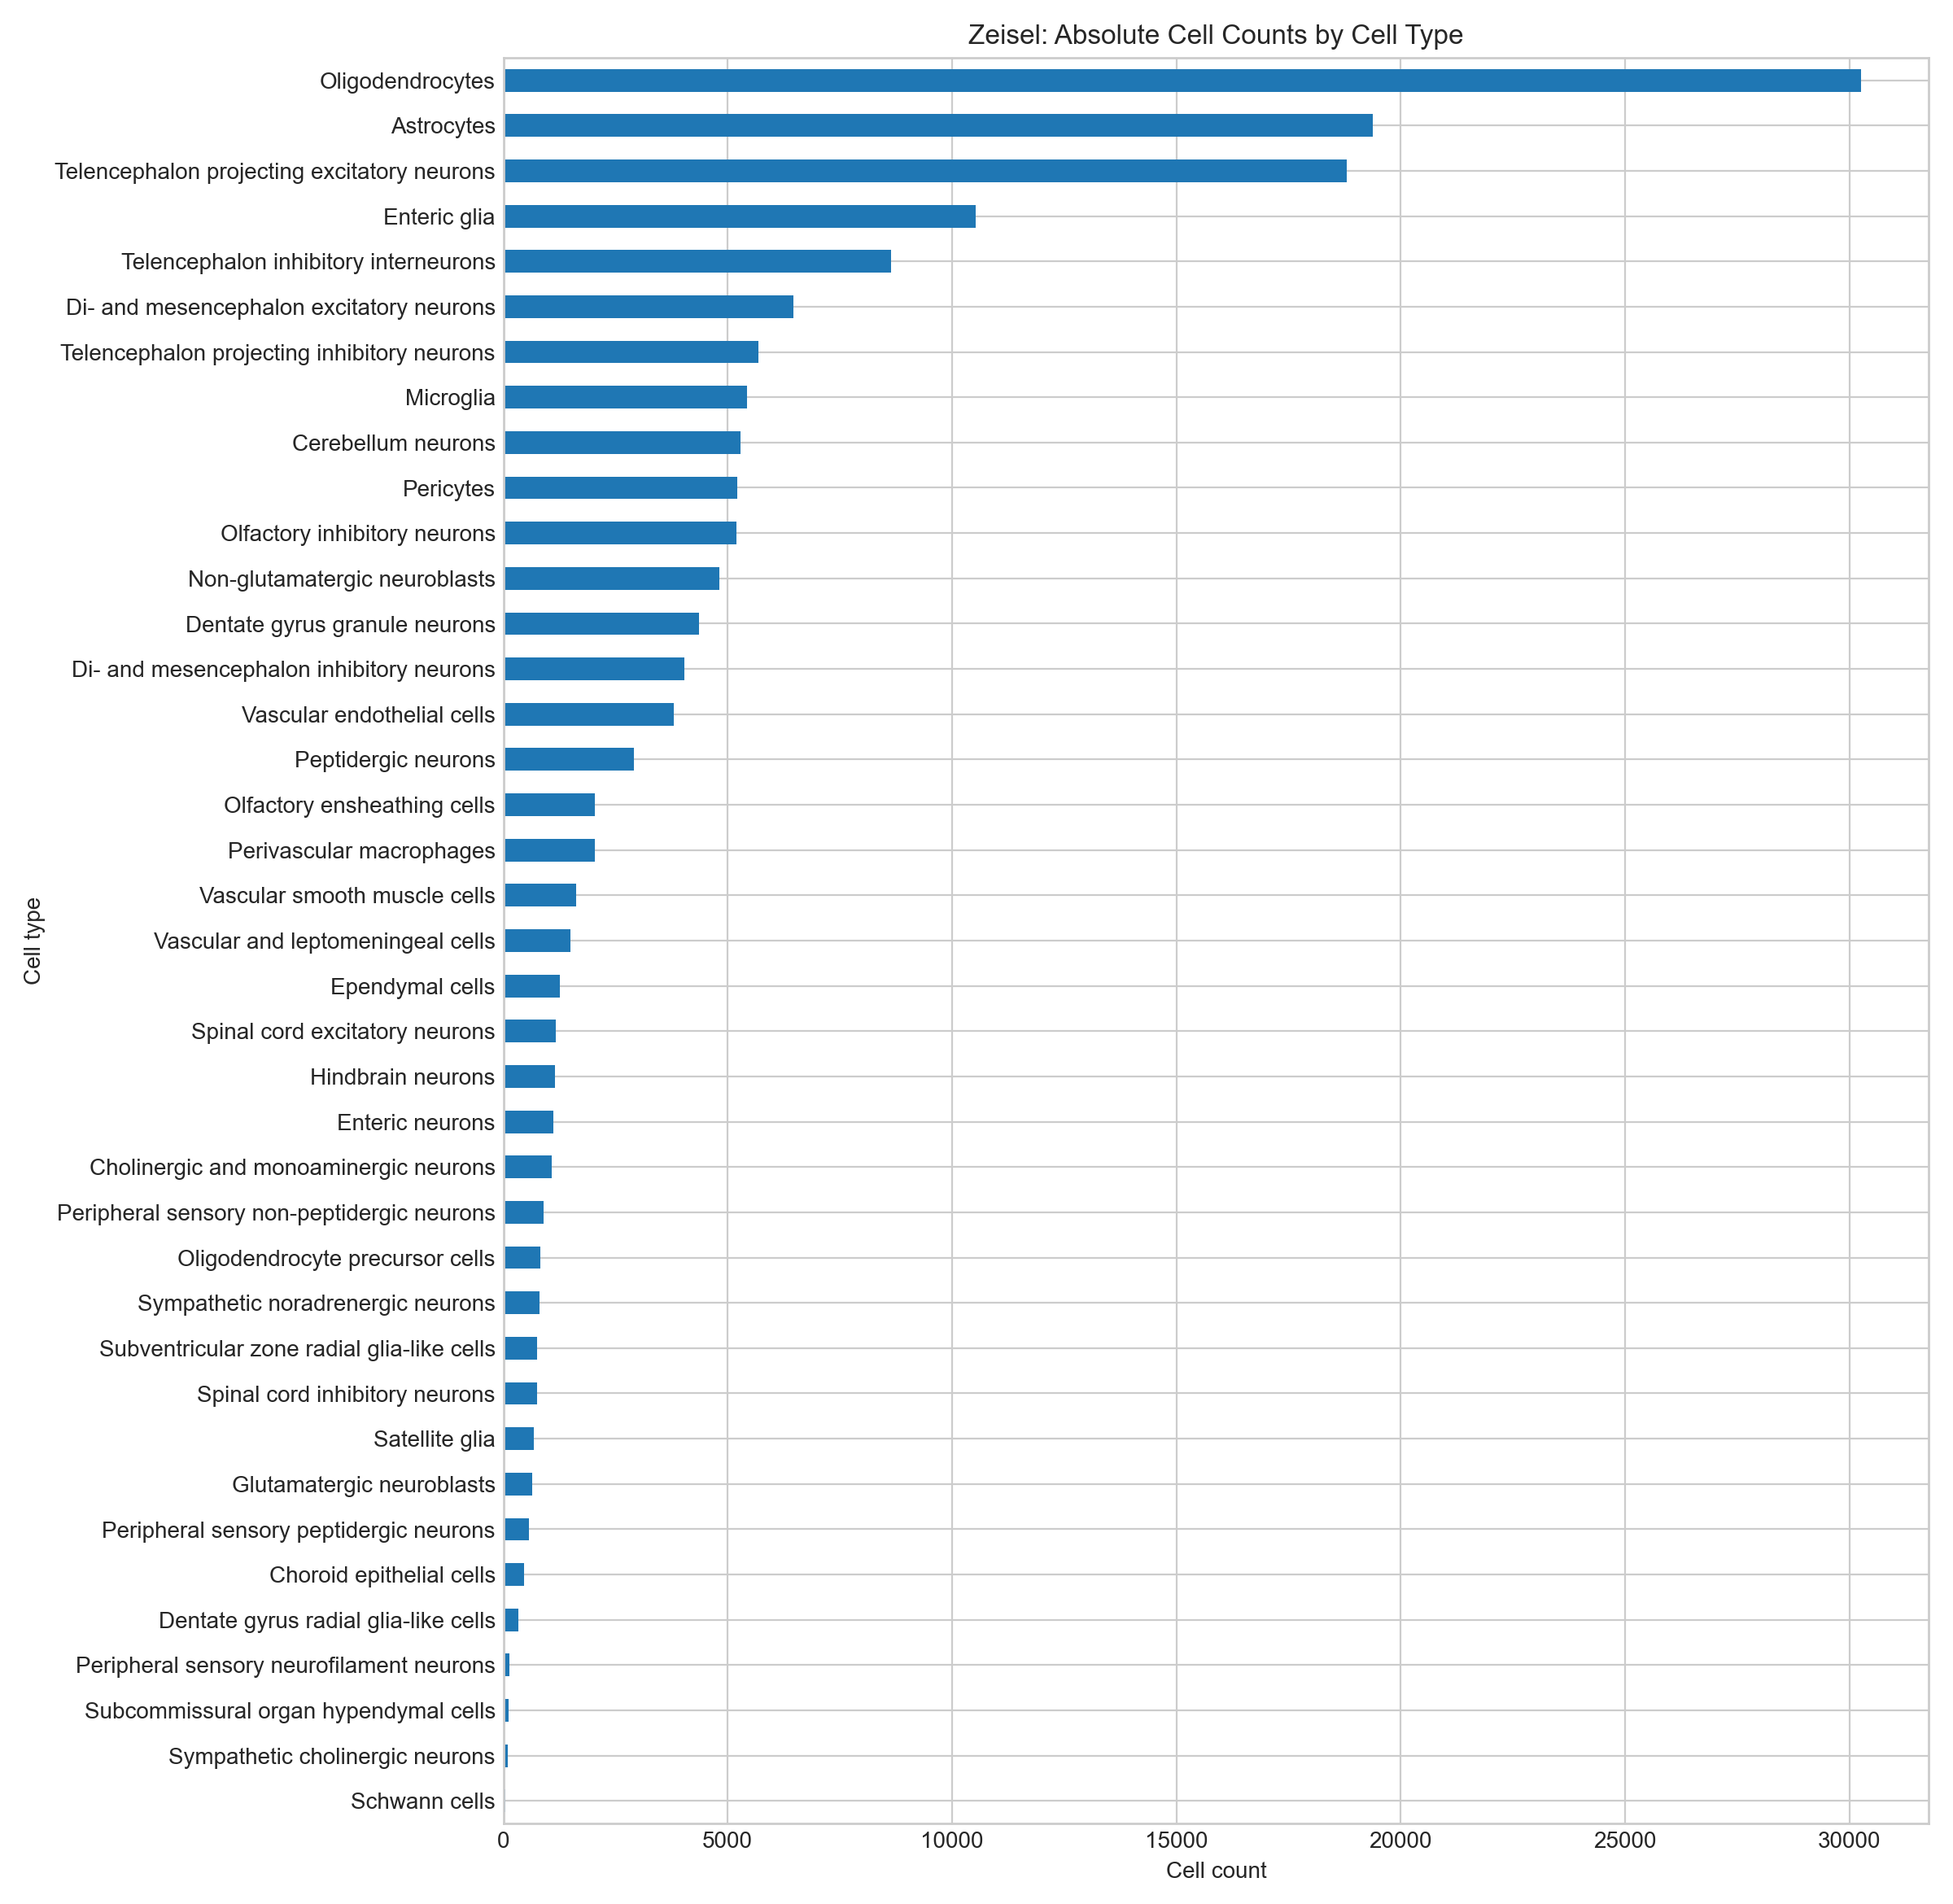 Zeisel: Absolute Cell Counts by Cell Type
Oligodendrocytes
Astrocytes
Telencephalon projecting excitatory neurons
Enteric glia
Telencephalon inhibitory interneurons
Di- and mesencephalon excitatory neurons
Telencephalon projecting inhibitory neurons
Microglia
Cerebellum neurons
Pericytes
Olfactory inhibitory neurons
Non-glutamatergic neuroblasts
Dentate gyrus granule neurons
Di- and mesencephalon inhibitory neurons
Vascular endothelial cells
Peptidergic neurons
Olfactory ensheathing cells
Perivascular macrophages
Vascular smooth muscle cells
Vascular and leptomeningeal cells
Ependymal cells
Spinal cord excitatory neurons
Hindbrain neurons
Enteric neurons
Cholinergic and monoaminergic neurons
Peripheral sensory non-peptidergic neurons
Oligodendrocyte precursor cells
Sympathetic noradrenergic neurons
Subventricular zone radial glia-like cells
Spinal cord inhibitory neurons
Satellite glia
Glutamatergic neuroblasts
Peripheral sensory peptidergic neurons
Choroid epithelial cells
Dentate gyrus radial glia-like cells
Peripheral sensory neurofilament neurons
Subcommissural organ hypendymal cells
Sympathetic cholinergic neurons
Schwann cells
Cell type
0 5000 10000 15000 20000 25000 30000
Cell count